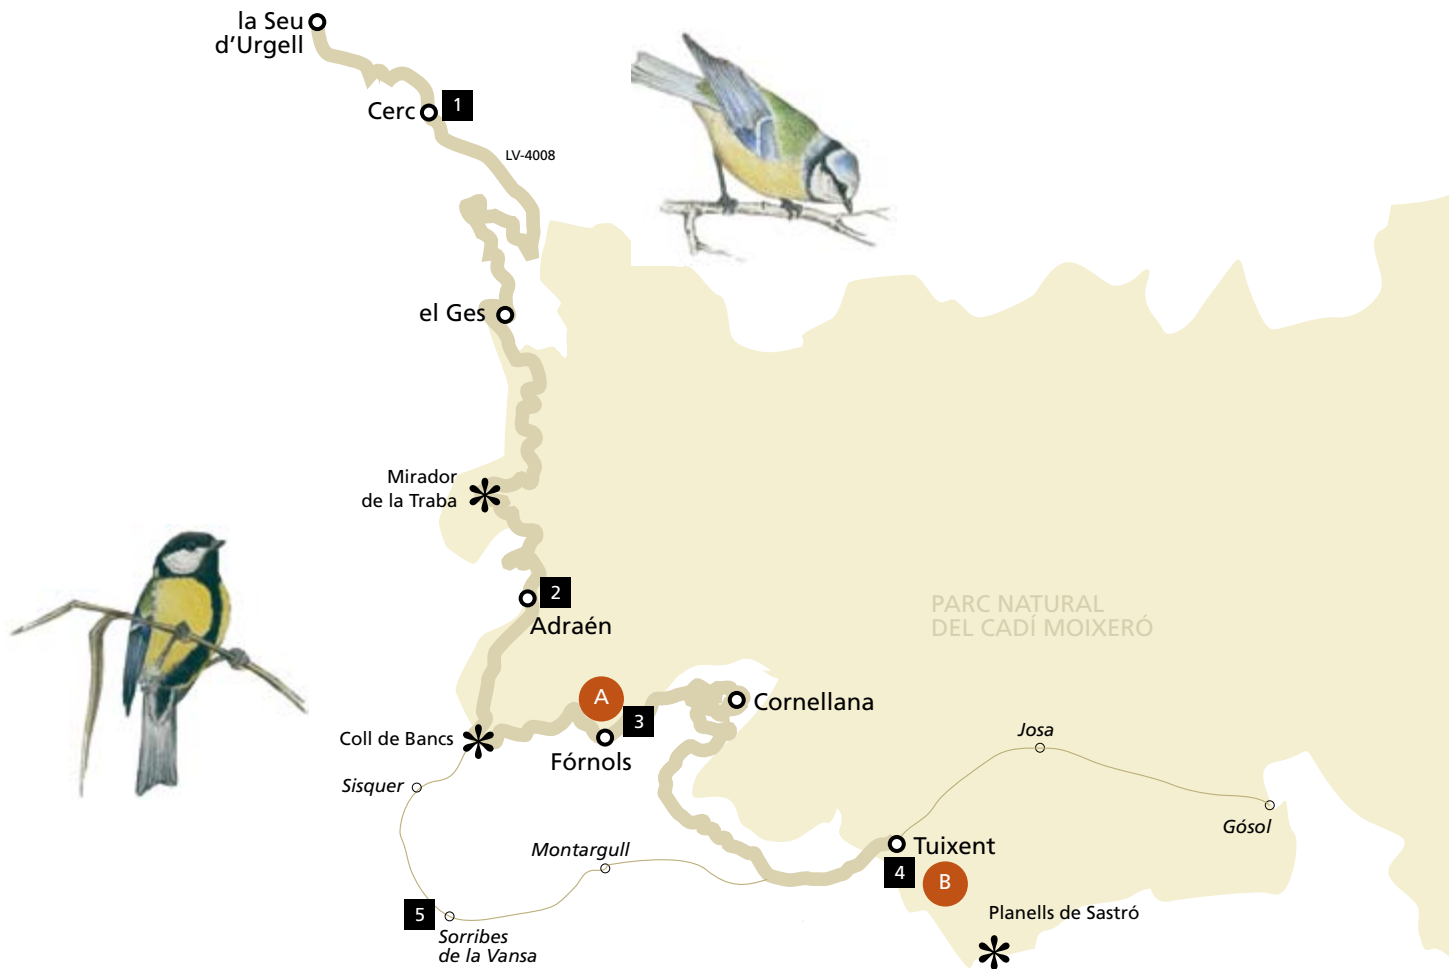 la Seu
d'Urgell
Cerc
1
LV-4008
el Ges
Mirador
de la Traba
2
Adraén
PARC NATURAL
DEL CADÍ MOIXERÓ
A
3
Cornellana
Coll de Bancs
Fórnols
Josa
Sisquer
Gósol
Tuixent
Montargull
4
B
5
Planells de Sastró
Sorribes
de la Vansa